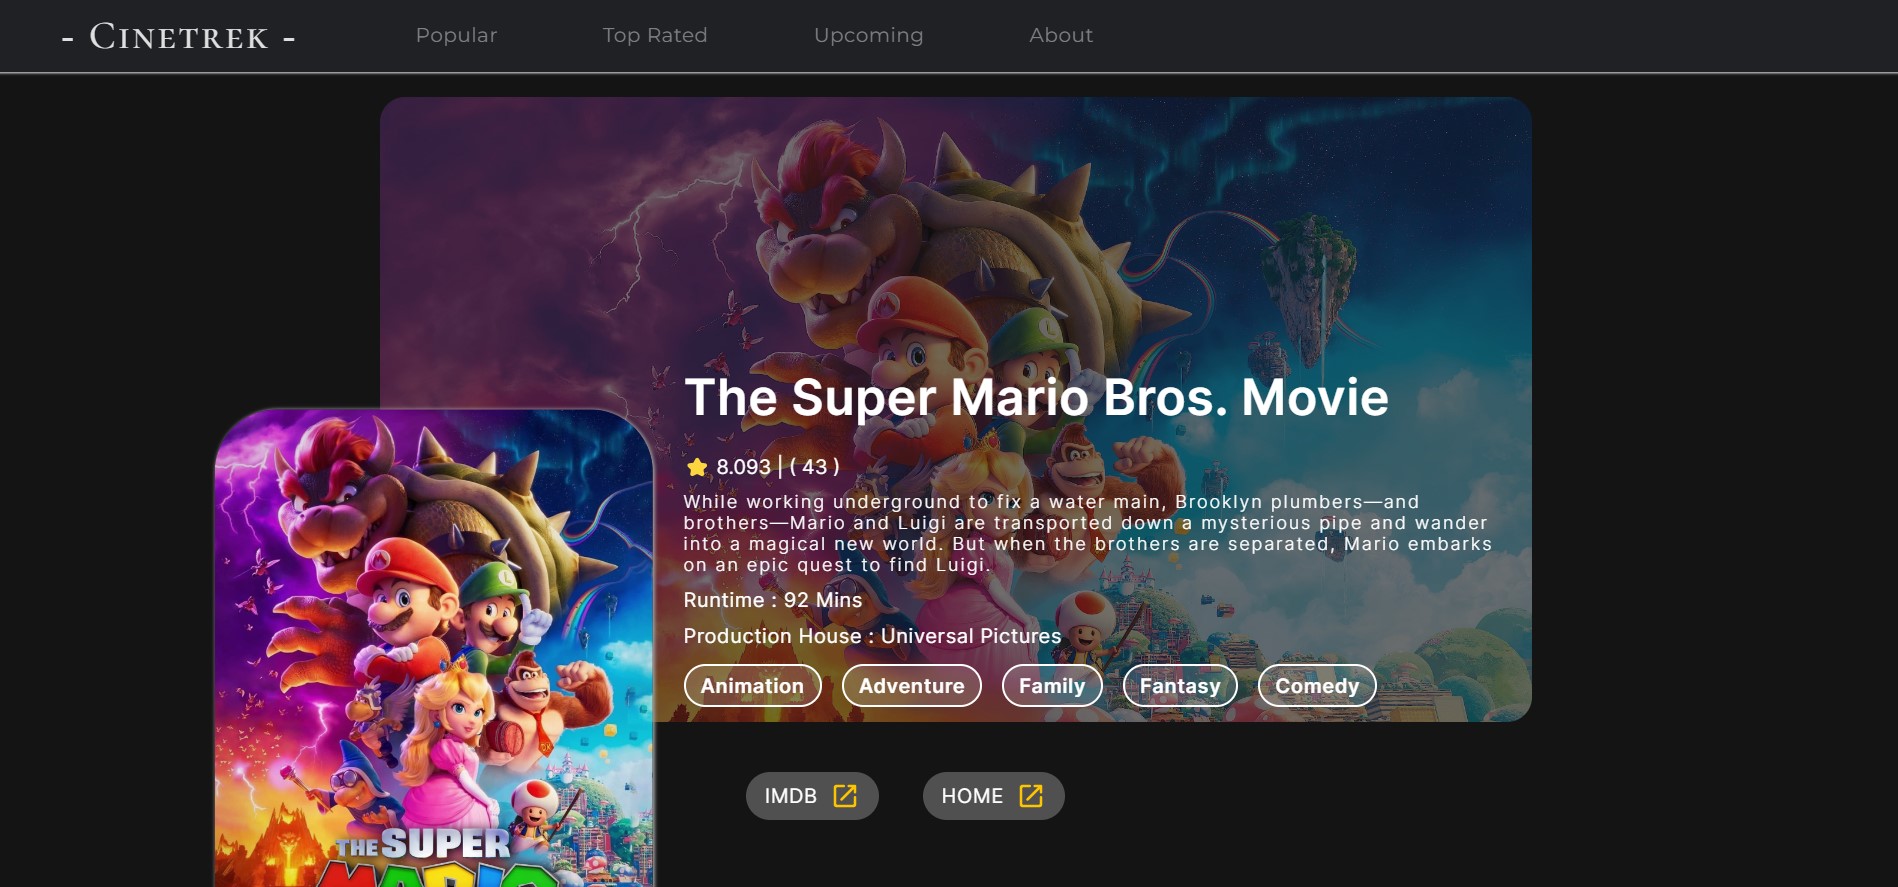 - Cinetrek -
Popular
Top Rated
Upcoming
About
The Super Mario Bros. Movie
8.093 | ( 43 )
While working underground to fix a water main, Brooklyn plumbers—and
brothers—Mario and Luigi are transported down a mysterious pipe and wander
into a magical new world. But when the brothers are separated, Mario embarks
on an epic quest to find Luigi.
Runtime : 92 Mins
Production House : Universal Pictures
Animation
Adventure
Family
Fantasy
Comedy
IMDB
HOME
L
L
DK
THE SUPER
MARIO